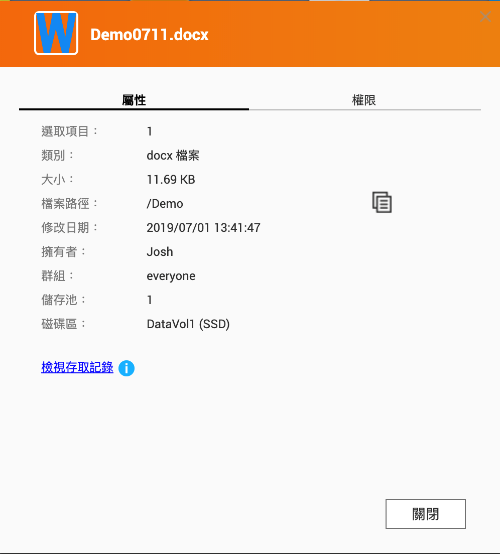 W
Demo0711.docx
屬性 權限
選取項目： 1
類別： docx 檔案
大小： 11.69 KB
檔案路徑： /Demo
修改日期： 2019/07/01 13:41:47
擁有者： Josh
群組： everyone
儲存池： 1
磁碟區： DataVol1 (SSD)
檢視存取記錄 i
關閉